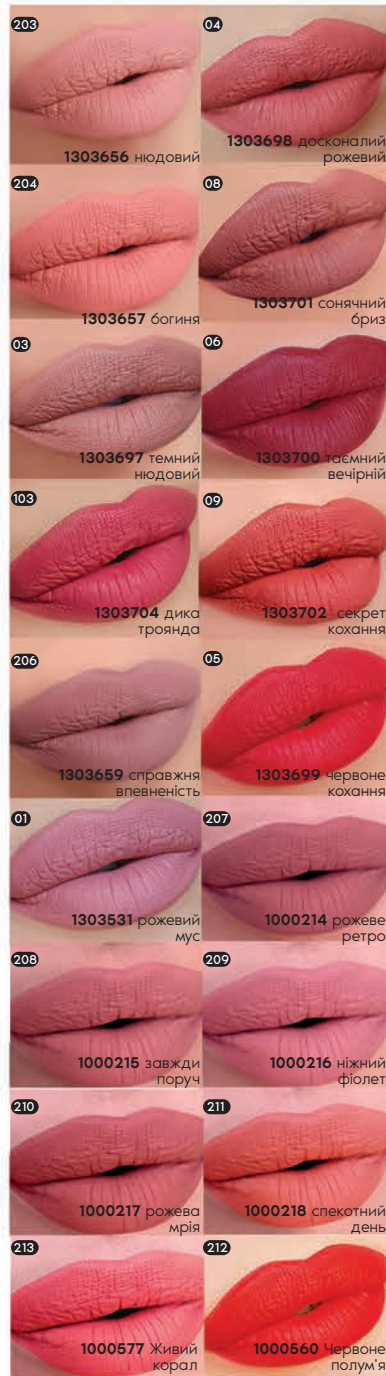 203
1303656 нюдовий
04
1303698 досконалий
рожевий
204
1303657 богиня
08
1303701 сонячний
бриз
03
1303697 темний
нюдовий
06
1303700 таємний
вечірній
103
1303704 дика
троянда
09
1303702 секрет
кохання
206
1303659 справжня
впевненість
05
1303699 червоне
кохання
01
1303531 рожевий
мус
207
1000214 рожеве
ретро
208
1000215 завжди
поруч
209
1000216 ніжний
фіолет
210
1000217 рожева
мрія
211
1000218 спекотний
день
213
1000577 Живий
корал
212
1000560 Червоне
полум'я